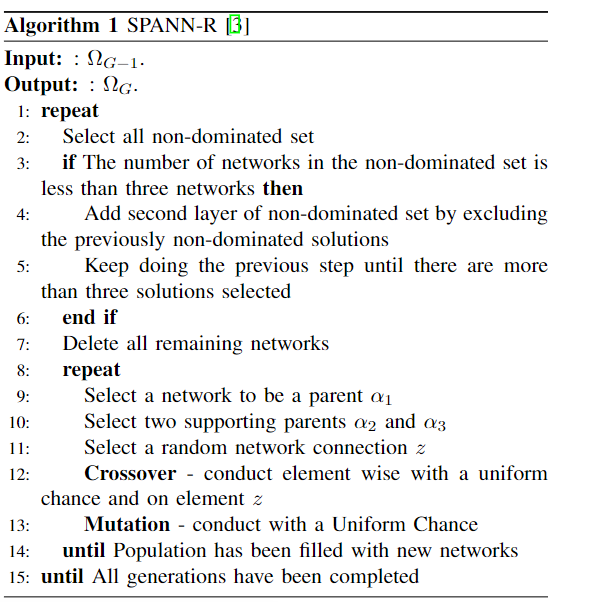 Algorithm 1 SPANN-R [3]
Input: : Ω_{G−1}.
Output: : Ω_G.
1: repeat
2: Select all non-dominated set
3: if The number of networks in the non-dominated set is
less than three networks then
4: Add second layer of non-dominated set by excluding
the previously non-dominated solutions
5: Keep doing the previous step until there are more
than three solutions selected
6: end if
7: Delete all remaining networks
8: repeat
9: Select a network to be a parent α₁
10: Select two supporting parents α₂ and α₃
11: Select a random network connection z
12: Crossover - conduct element wise with a uniform
chance and on element z
13: Mutation - conduct with a Uniform Chance
14: until Population has been filled with new networks
15: until All generations have been completed